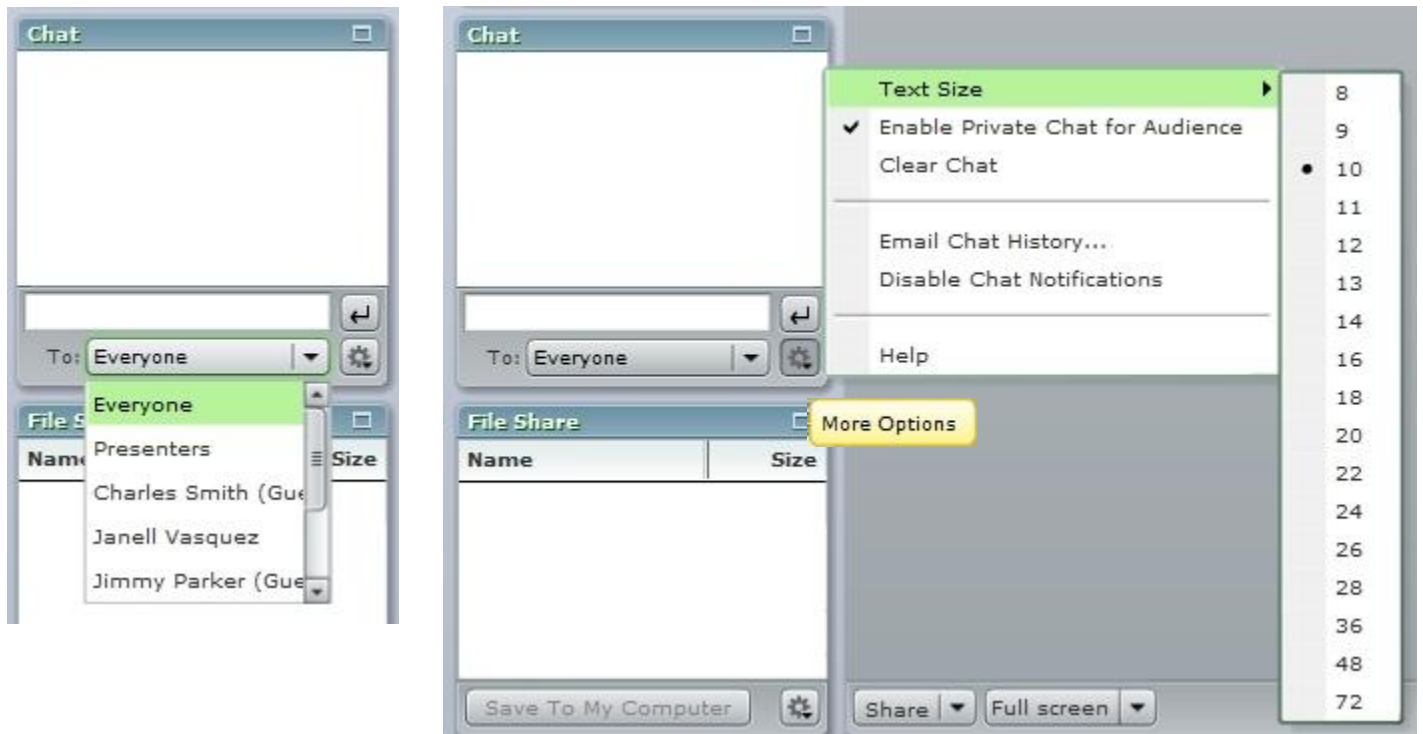 Chat
To: Everyone
Everyone
Presenters
Charles Smith (Gue
Janell Vasquez
Jimmy Parker (Gue
File S
Name Size
Chat
To: Everyone
File Share
Name Size
Save To My Computer
Text Size
Enable Private Chat for Audience
Clear Chat
Email Chat History...
Disable Chat Notifications
Help
More Options
8
9
10
11
12
13
14
16
18
20
22
24
26
28
36
48
72
Share Full screen